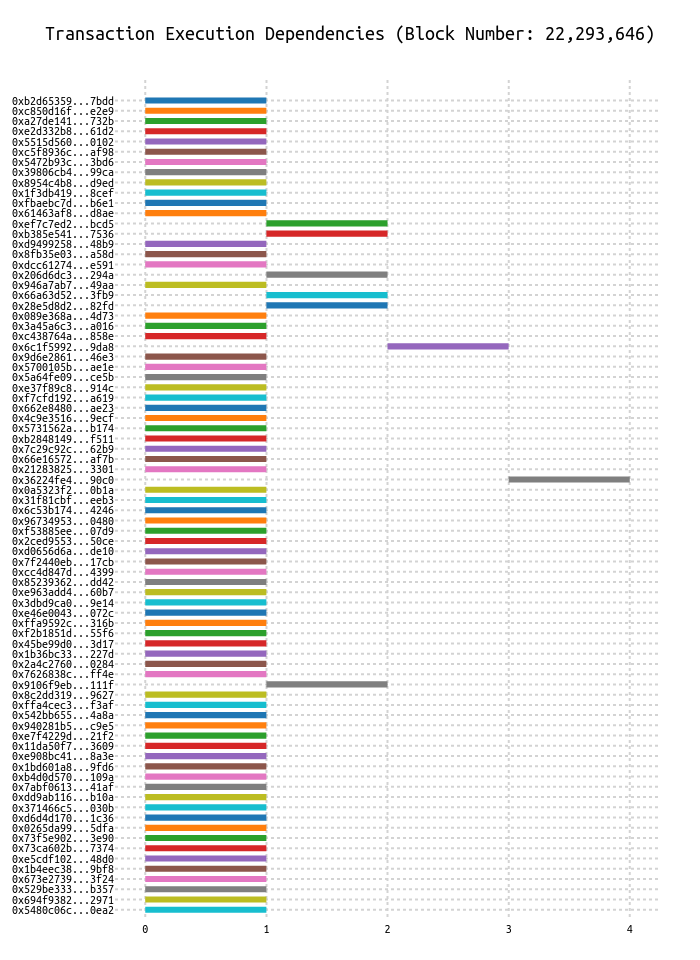 Transaction Execution Dependencies (Block Number: 22,293,646)
0xb2d65359...7bdd
0xc850d16f...e2e9
0xa27de141...732b
0xe2d332b8...61d2
0x5515d560...0102
0xc5f8936c...af98
0x5472b93c...3bd6
0x39806cb4...99ca
0x8954c4b8...d9ed
0x1f3db419...8cef
0xfbaebc7d...b6e1
0x61463af8...d8ae
0xef7c7ed2...bcd5
0xb385e541...7536
0xd9499258...48b9
0x8fb35e03...a58d
0xdcc61274...e591
0x206d6dc3...294a
0x946a7ab7...49aa
0x66a63d52...3fb9
0x28e5d8d2...82fd
0x089e368a...4d73
0x3a45a6c3...a016
0xc438764a...858e
0x6c1f5992...9da8
0x9d6e2861...46e3
0x5700105b...ae1e
0x5a64fe09...ce5b
0xe37f89c8...914c
0xf7cfd192...a619
0x662e8480...ae23
0x4c9e3516...9ecf
0x5731562a...b174
0xb2848149...f511
0x7c29c92c...62b9
0x66e16572...af7b
0x21283825...3301
0x36224fe4...90c0
0x0a5323f2...0b1a
0x31f81cbf...eeb3
0x6c53b174...4246
0x96734953...0480
0xf53885ee...07d9
0x2ced9553...50ce
0xd0656d6a...de10
0x7f2440eb...17cb
0xcc4d847d...4399
0x85239362...dd42
0xe963add4...60b7
0x3dbd9ca0...9e14
0xe46e0043...072c
0xffa9592c...316b
0xf2b1851d...55f6
0x45be99d0...3d17
0x1b36bc33...227d
0x2a4c2760...0284
0x7626838c...ff4e
0x9106f9eb...111f
0x8c2dd319...9627
0xffa4cec3...f3af
0x542bb655...4a8a
0x940281b5...c9e5
0xe7f4229d...21f2
0x11da50f7...3609
0xe908bc41...8a3e
0x1bd601a8...9fd6
0xb4d0d570...109a
0x7abf0613...41af
0xdd9ab116...b10a
0x371466c5...030b
0xd6d4d170...1c36
0x0265da99...5dfa
0x73f5e902...3e90
0x73ca602b...7374
0xe5cdf102...48d0
0x1b4eec38...9bf8
0x673e2739...3f24
0x529be333...b357
0x694f9382...2971
0x5480c06c...0ea2
0 1 2 3 4